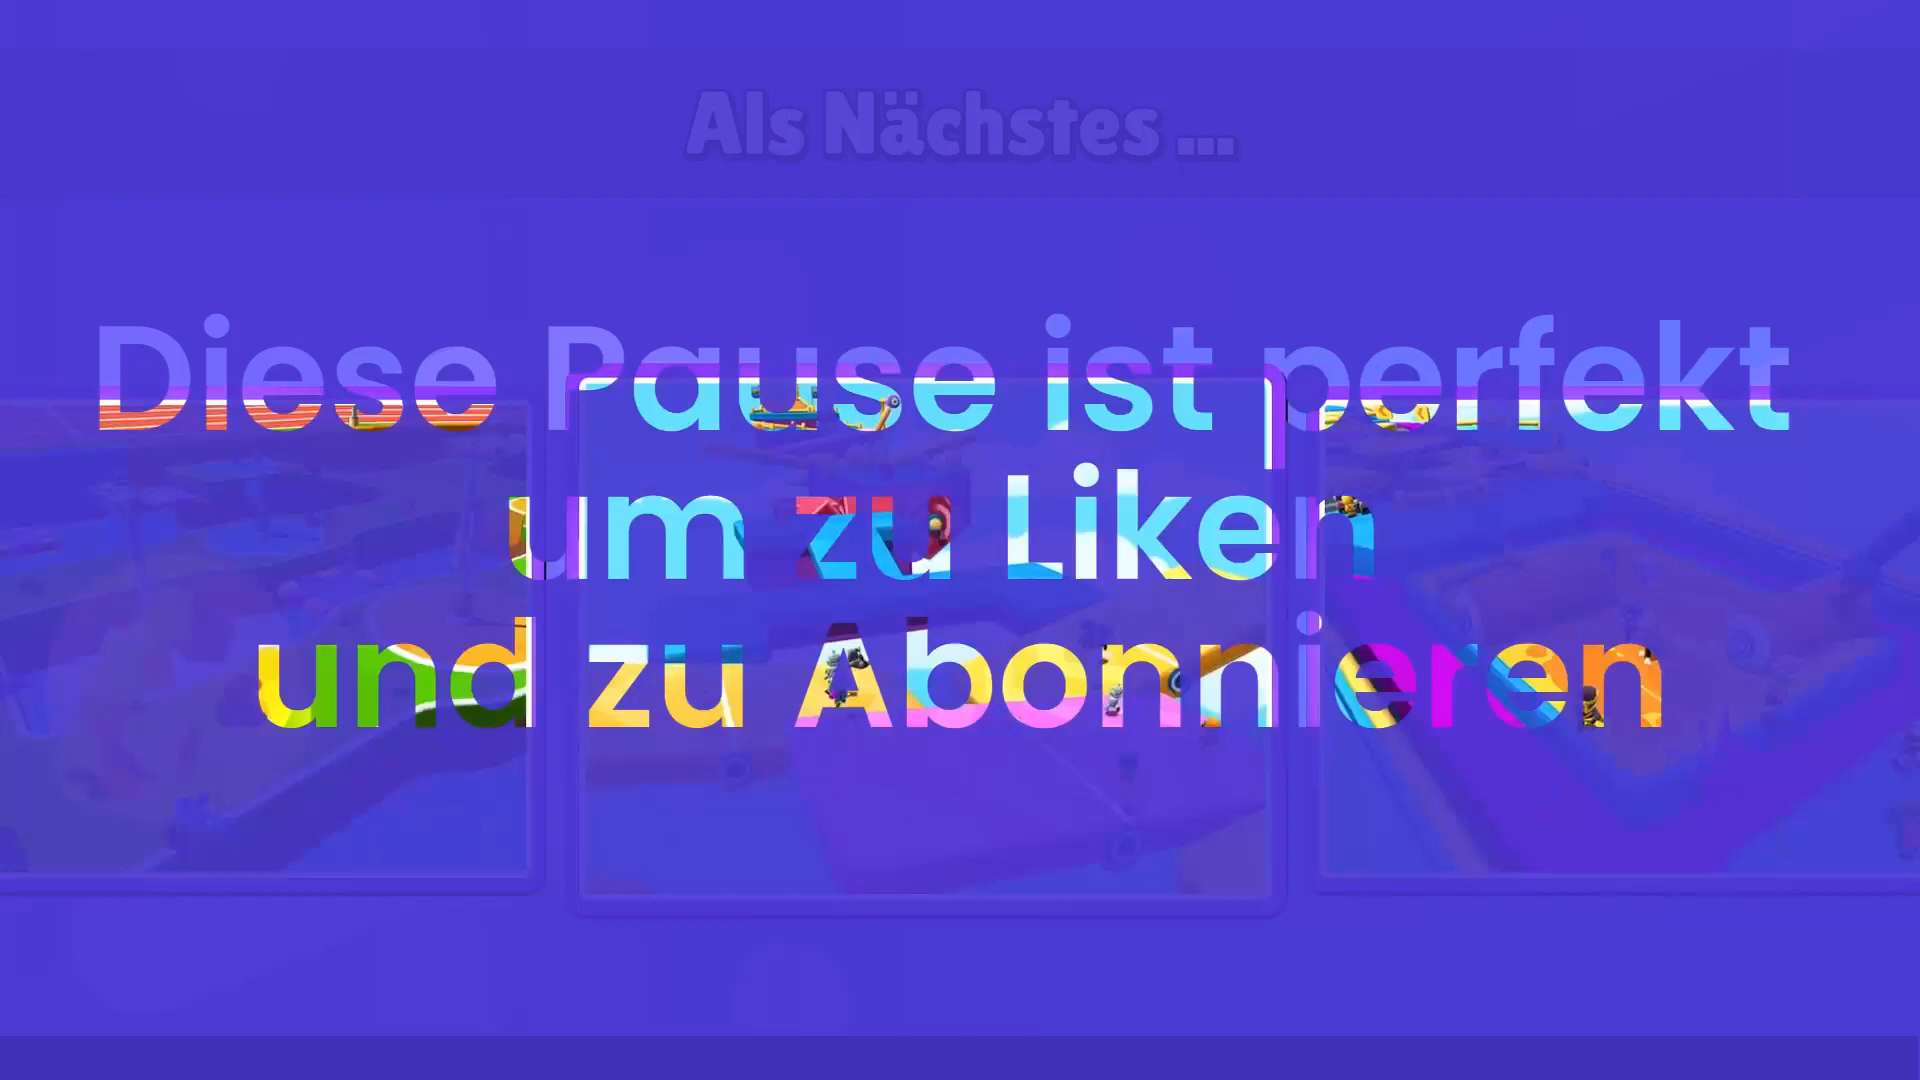 Als Nächstes ...
Diese Pause ist perfekt
um zu Liken
und zu Abonnieren